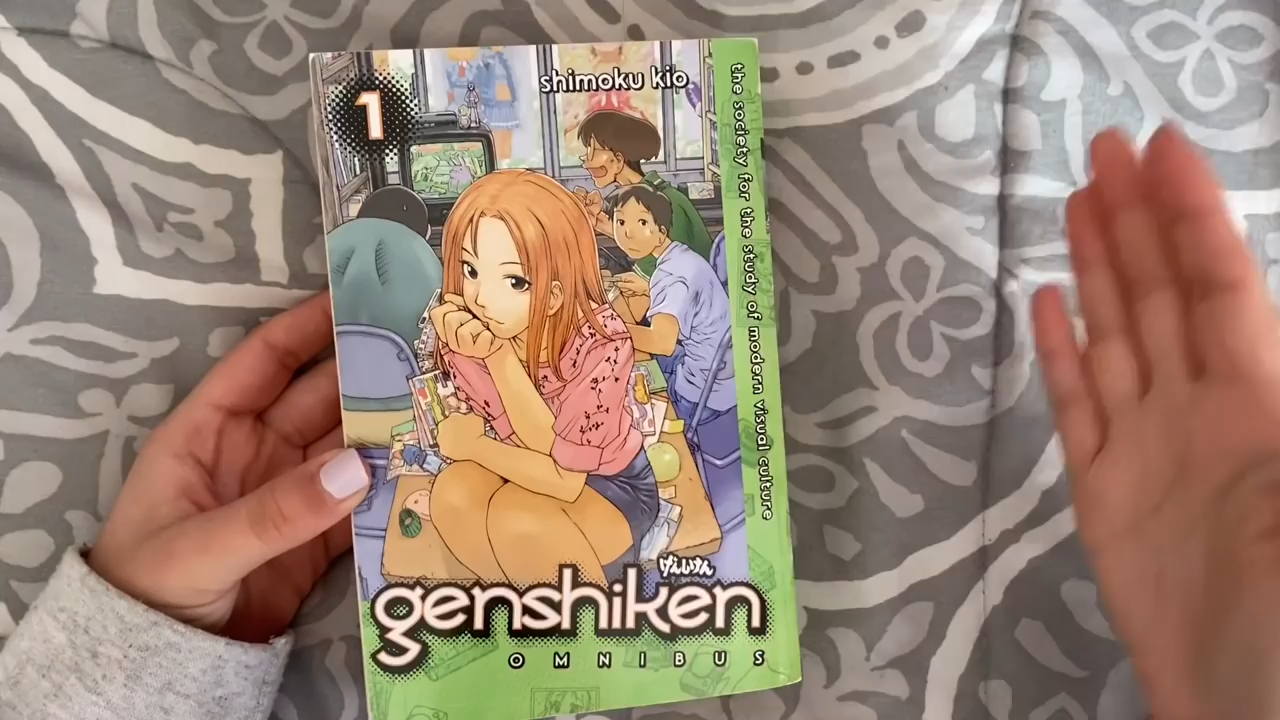 1
shimoku kio
the society for the study of modern visual culture
げんしけん
genshiken
OMNIBUS